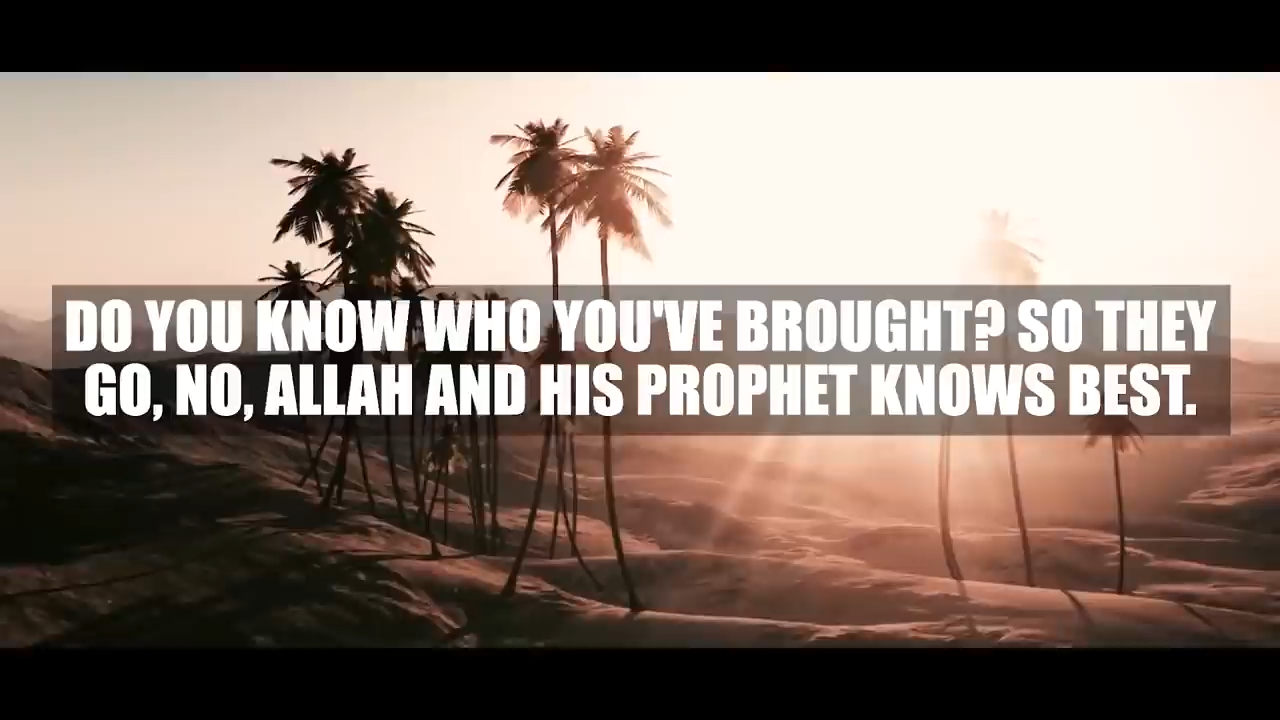 DO YOU KNOW WHO YOU'VE BROUGHT? SO THEY
GO, NO, ALLAH AND HIS PROPHET KNOWS BEST.